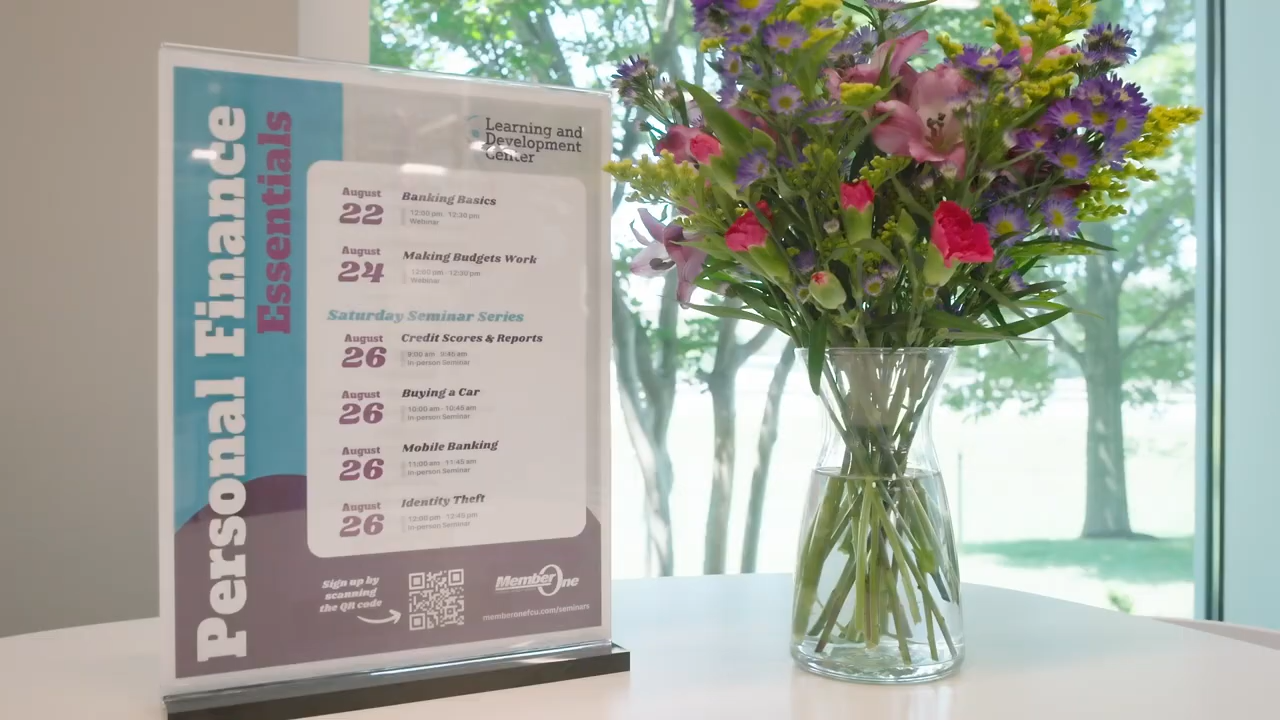 Personal Finance
Essentials
Learning and
Development
Center
August
22
Banking Basics
12:00 pm - 12:30 pm
Webinar
August
24
Making Budgets Work
12:00 pm - 12:30 pm
Webinar
Saturday Seminar Series
August
26
Credit Scores & Reports
9:00 am - 9:45 am
In-person Seminar
August
26
Buying a Car
10:00 am - 10:45 am
In-person Seminar
August
26
Mobile Banking
11:00 am - 11:45 am
In-person Seminar
August
26
Identity Theft
12:00 pm - 12:45 pm
In-person Seminar
Sign up by
scanning
the QR code
Member One
memberonefcu.com/seminars